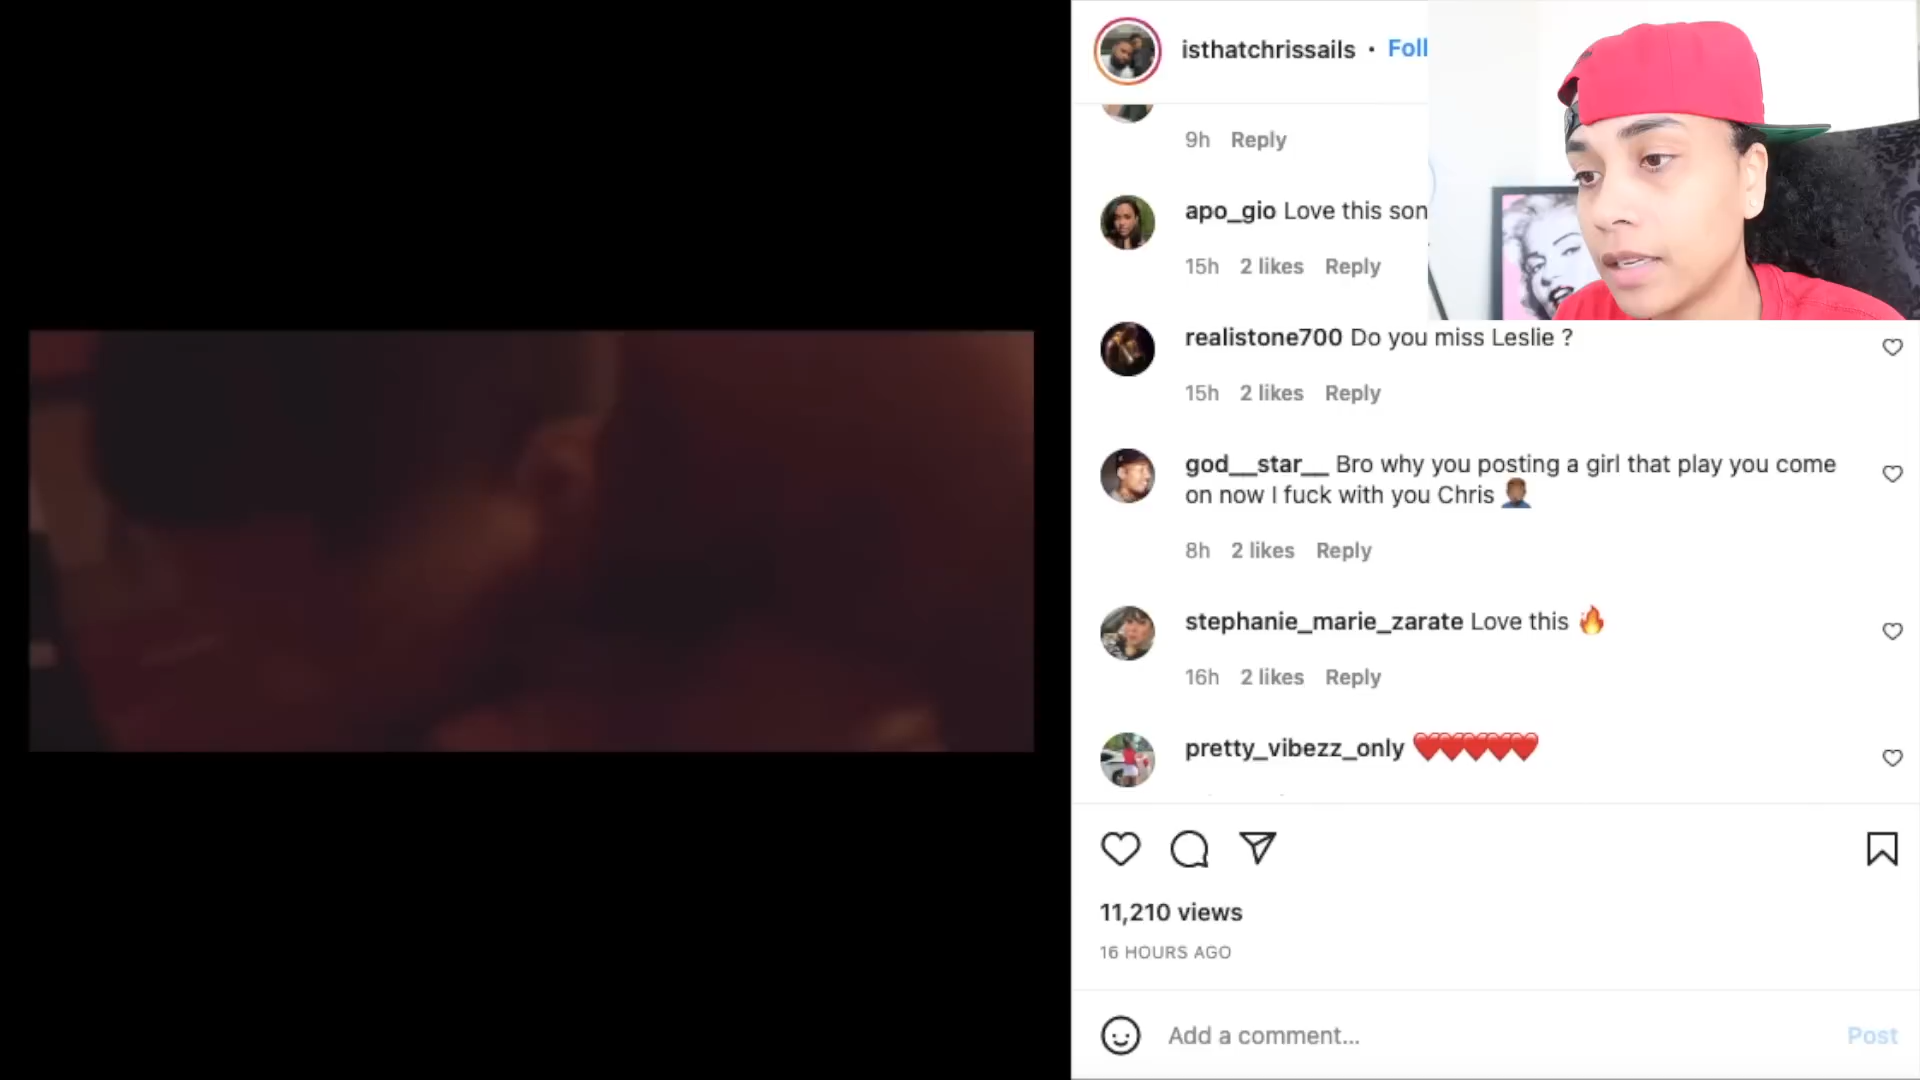 isthatchrissails • Foll
9h Reply
apo_gio Love this son
15h 2 likes Reply
realistone700 Do you miss Leslie ?
15h 2 likes Reply
god__star__ Bro why you posting a girl that play you come
on now I fuck with you Chris 🤦🏾‍♂️
8h 2 likes Reply
stephanie_marie_zarate Love this 🔥
16h 2 likes Reply
pretty_vibezz_only ❤️❤️❤️❤️❤️
11,210 views
16 HOURS AGO
Add a comment...
Post